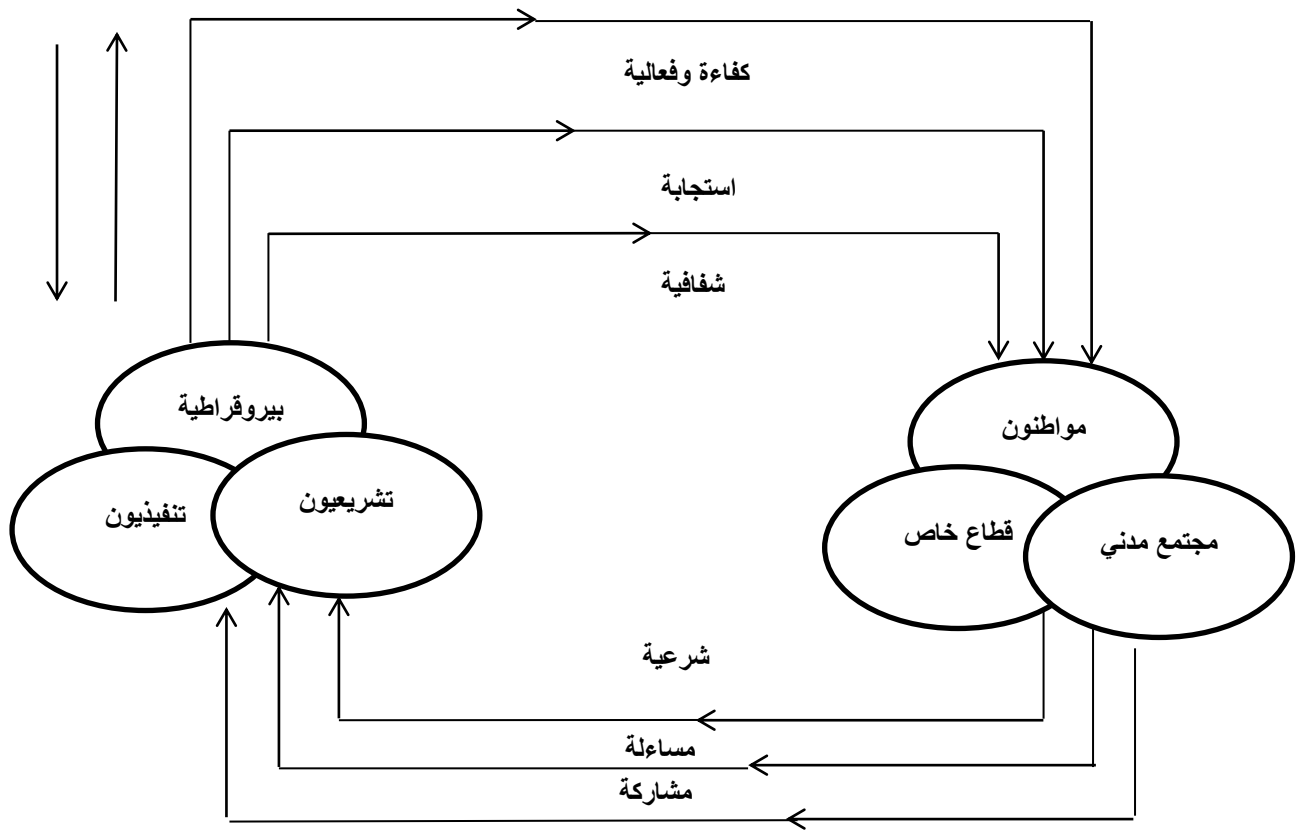 كفاءة وفعالية
استجابة
شفافية
بيروقراطية
مواطنون
تشريعيون
تنفيذيون
قطاع خاص
مجتمع مدني
شرعية
مساءلة
مشاركة